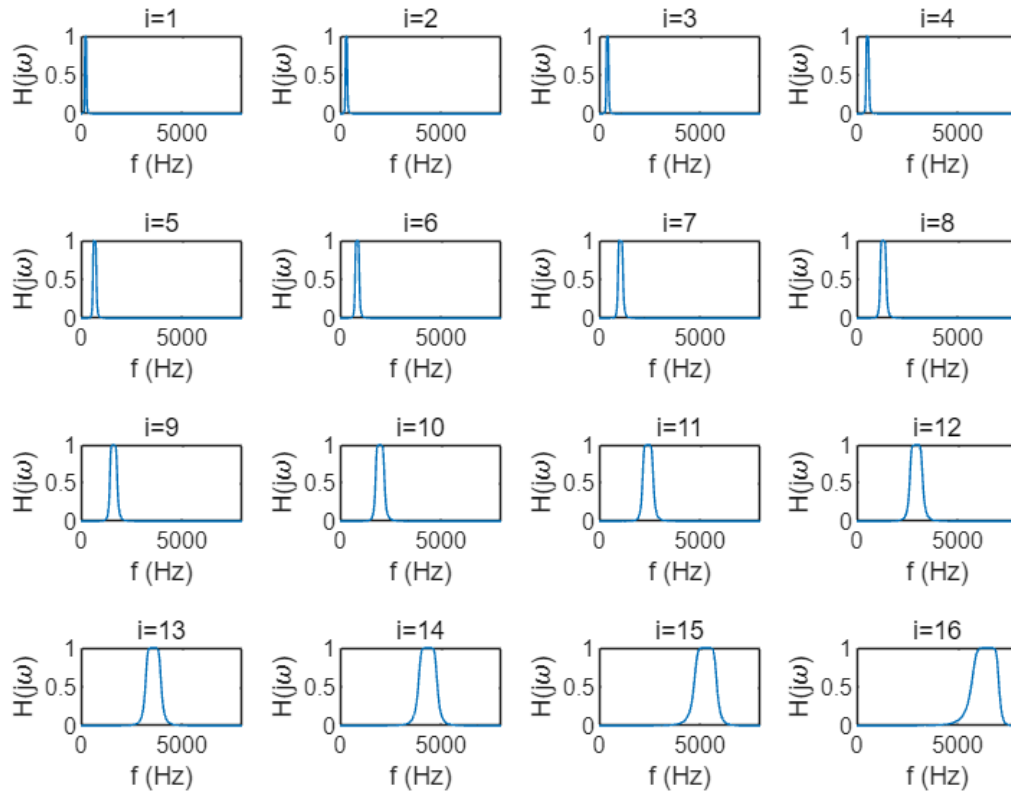 i=1
H(jω)
1
0.5
0
0
5000
f (Hz)
i=2
H(jω)
1
0.5
0
0
5000
f (Hz)
i=3
H(jω)
1
0.5
0
0
5000
f (Hz)
i=4
H(jω)
1
0.5
0
0
5000
f (Hz)
i=5
H(jω)
1
0.5
0
0
5000
f (Hz)
i=6
H(jω)
1
0.5
0
0
5000
f (Hz)
i=7
H(jω)
1
0.5
0
0
5000
f (Hz)
i=8
H(jω)
1
0.5
0
0
5000
f (Hz)
i=9
H(jω)
1
0.5
0
0
5000
f (Hz)
i=10
H(jω)
1
0.5
0
0
5000
f (Hz)
i=11
H(jω)
1
0.5
0
0
5000
f (Hz)
i=12
H(jω)
1
0.5
0
0
5000
f (Hz)
i=13
H(jω)
1
0.5
0
0
5000
f (Hz)
i=14
H(jω)
1
0.5
0
0
5000
f (Hz)
i=15
H(jω)
1
0.5
0
0
5000
f (Hz)
i=16
H(jω)
1
0.5
0
0
5000
f (Hz)